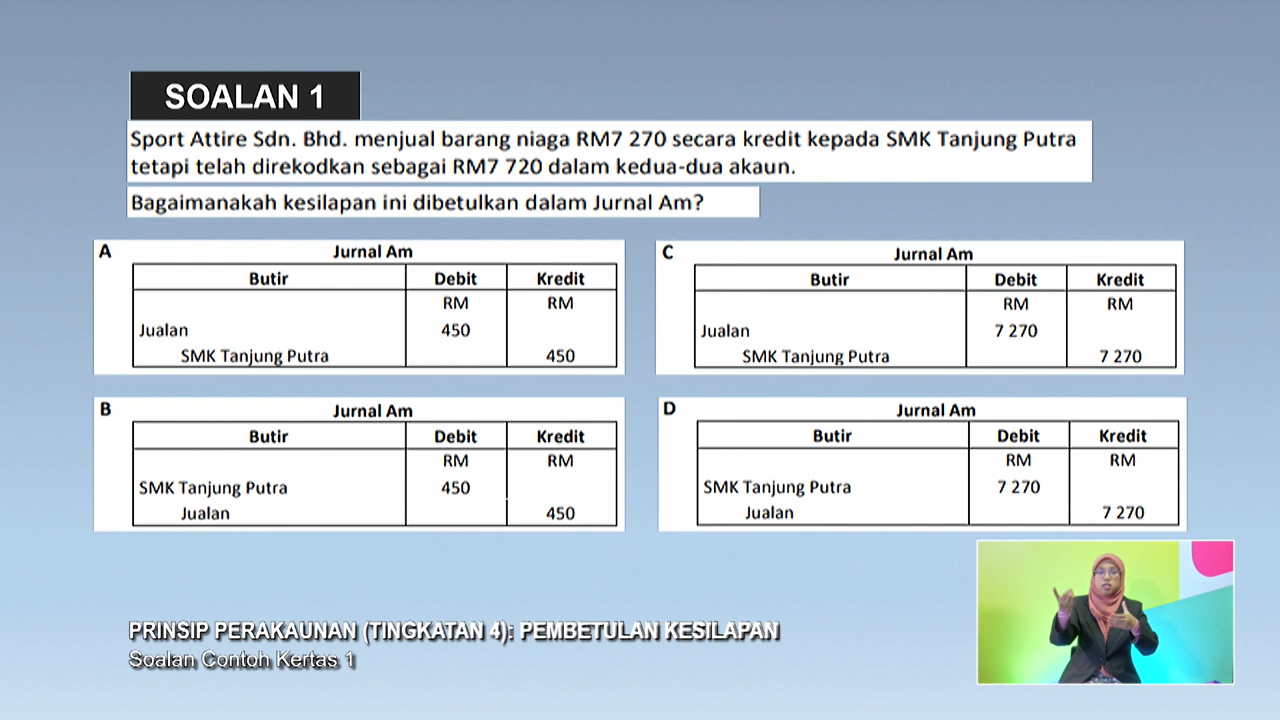 SOALAN 1
Sport Attire Sdn. Bhd. menjual barang niaga RM7 270 secara kredit kepada SMK Tanjung Putra
tetapi telah direkodkan sebagai RM7 720 dalam kedua-dua akaun.
Bagaimanakah kesilapan ini dibetulkan dalam Jurnal Am?
A
Jurnal Am
Butir Debit Kredit
RM RM
Jualan 450
SMK Tanjung Putra 450
B
Jurnal Am
Butir Debit Kredit
RM RM
SMK Tanjung Putra 450
Jualan 450
C
Jurnal Am
Butir Debit Kredit
RM RM
Jualan 7 270
SMK Tanjung Putra 7 270
D
Jurnal Am
Butir Debit Kredit
RM RM
SMK Tanjung Putra 7 270
Jualan 7 270
PRINSIP PERAKAUNAN (TINGKATAN 4): PEMBETULAN KESILAPAN
Soalan Contoh Kertas 1